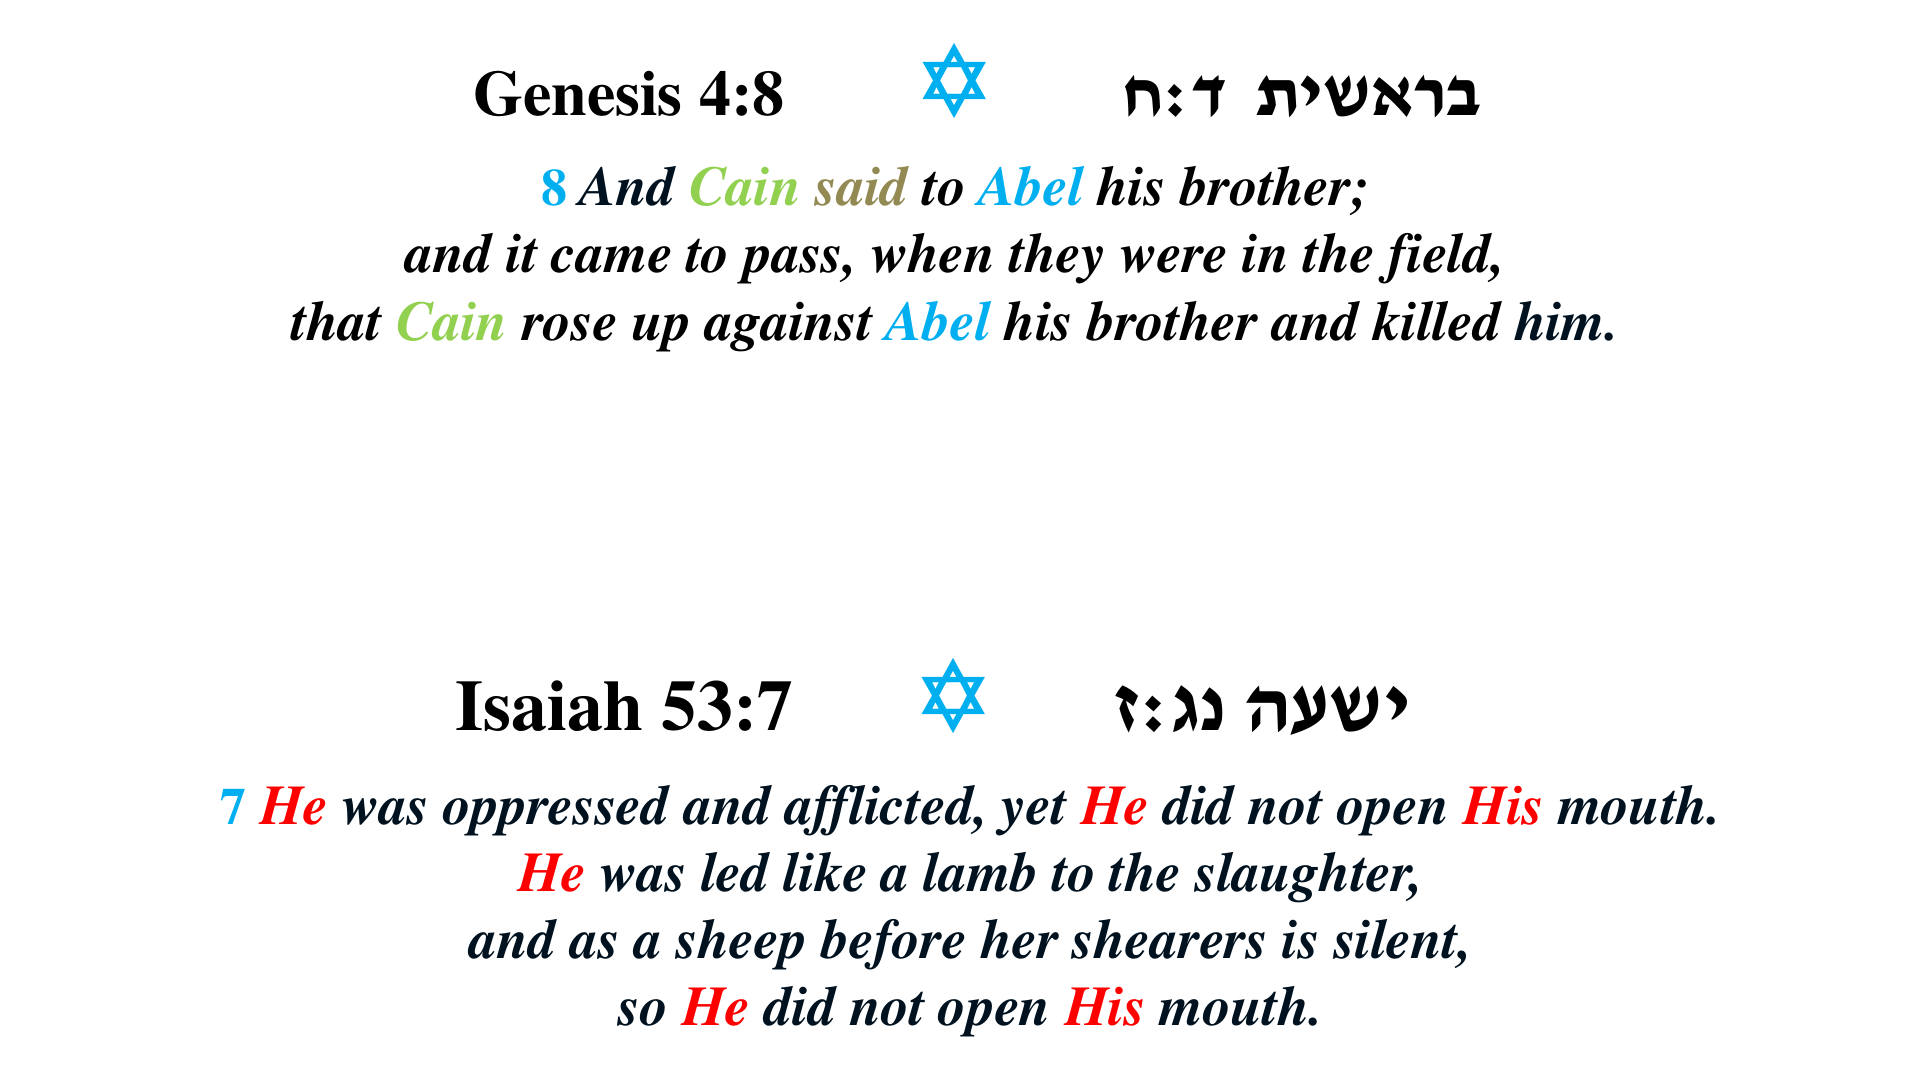 Genesis 4:8 ✡ בראשית ד:ח
8 And Cain said to Abel his brother;
and it came to pass, when they were in the field,
that Cain rose up against Abel his brother and killed him.
Isaiah 53:7 ✡ ישעה נג:ז
7 He was oppressed and afflicted, yet He did not open His mouth.
He was led like a lamb to the slaughter,
and as a sheep before her shearers is silent,
so He did not open His mouth.